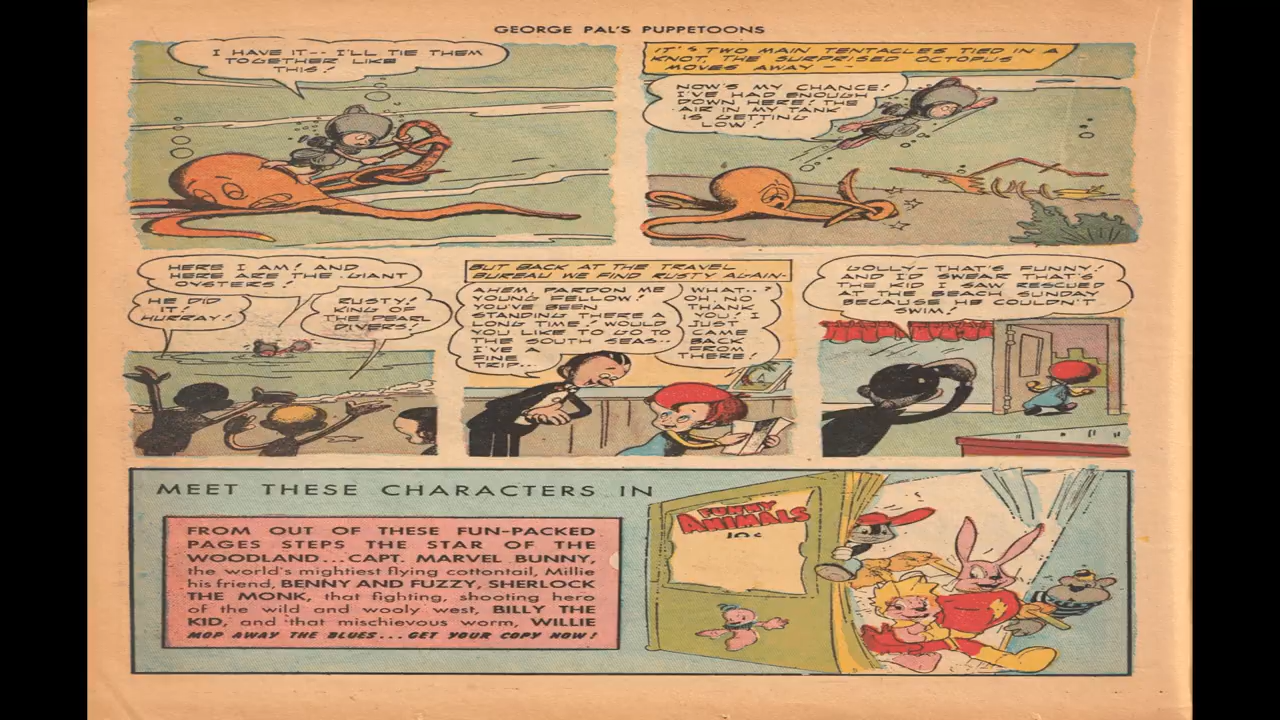 GEORGE PAL'S PUPPETOONS
I HAVE IT-- I'LL TIE THEM
TOGETHER LIKE
THIS!
IT'S TWO MAIN TENTACLES TIED IN A
KNOT, THE SURPRISED OCTOPUS
MOVES AWAY - -
NOW'S MY CHANCE!
I'VE HAD ENOUGH
DOWN HERE! THE
AIR IN MY TANK
IS GETTING
LOW!
HERE I AM! AND
HERE ARE THE GIANT
OYSTERS!
HE DID
IT!
HURRAY!
RUSTY!
KING OF
THE PEARL
DIVERS!
BUT BACK AT THE TRAVEL
BUREAU WE FIND RUSTY AGAIN-
AHEM, PARDON ME
YOUNG FELLOW!
YOU'VE BEEN
STANDING THERE A
LONG TIME! WOULD
YOU LIKE TO GO TO
THE SOUTH SEAS..
I'VE A
FINE
TRIP...
WHAT..?
OH, NO
THANK
YOU! I
JUST
CAME
BACK
FROM
THERE!
GOLLY! THAT'S FUNNY!
AND I'D SWEAR THAT'S
THE KID I SAW RESCUED
AT THE BEACH SUNDAY
BECAUSE HE COULDN'T
SWIM!
MEET THESE CHARACTERS IN
FUNNY
ANIMALS
10¢
FROM OUT OF THESE FUN-PACKED
PAGES STEPS THE STAR OF THE
WOODLAND...CAPT. MARVEL BUNNY,
the world's mightiest flying cottontail, Millie
his friend, BENNY AND FUZZY, SHERLOCK
THE MONK, that fighting, shooting hero
of the wild and wooly west, BILLY THE
KID, and that mischievous worm, WILLIE
MOP AWAY THE BLUES...GET YOUR COPY NOW!